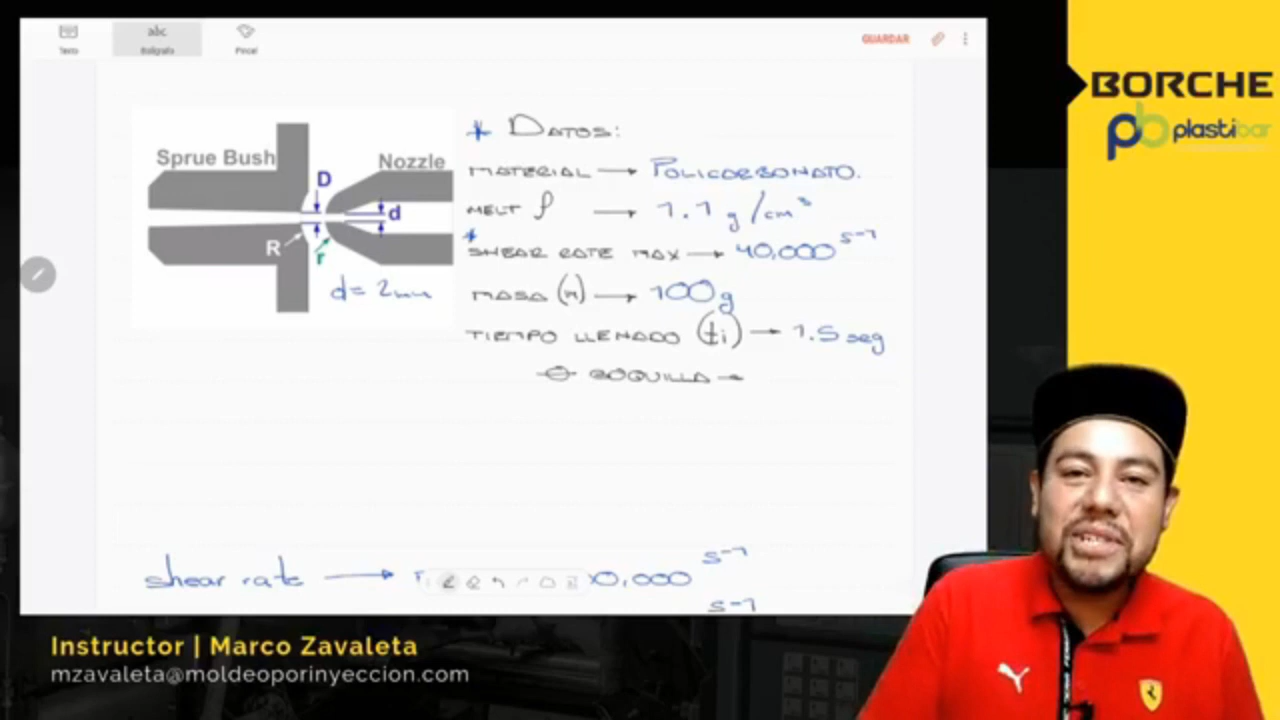 Texto
abc
Bolígrafo
Pincel
GUARDAR
Sprue Bush
Nozzle
D
d
R
r
d = 2mm
* DATOS:
MATERIAL → POLICARBONATO.
MELT ρ → 1.1 g/cm³
* SHEAR RATE MAX → 40,000 s-1
MASA (m) → 100g
TIEMPO LLENADO (ti) → 1.5 seg
⌀ BOQUILLA →
shear rate → 0,000 s-1
s-1
BORCHE
pb plastibar
Instructor | Marco Zavaleta
mzavaleta@moldeoporinyeccion.com